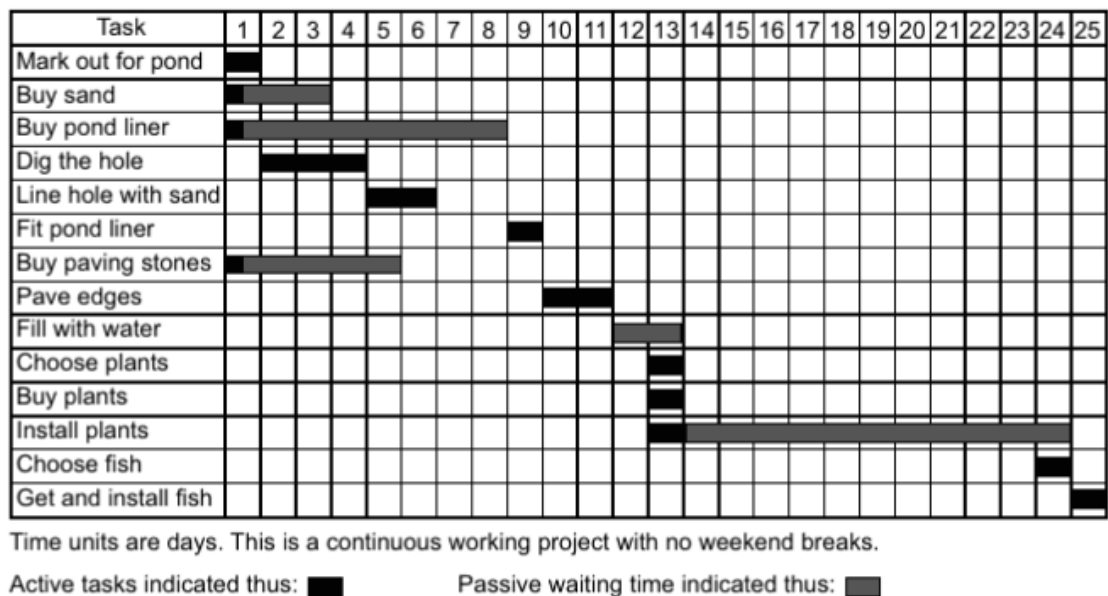 Task 1 2 3 4 5 6 7 8 9 10 11 12 13 14 15 16 17 18 19 20 21 22 23 24 25
Mark out for pond
Buy sand
Buy pond liner
Dig the hole
Line hole with sand
Fit pond liner
Buy paving stones
Pave edges
Fill with water
Choose plants
Buy plants
Install plants
Choose fish
Get and install fish
Time units are days. This is a continuous working project with no weekend breaks.
Active tasks indicated thus: Passive waiting time indicated thus: